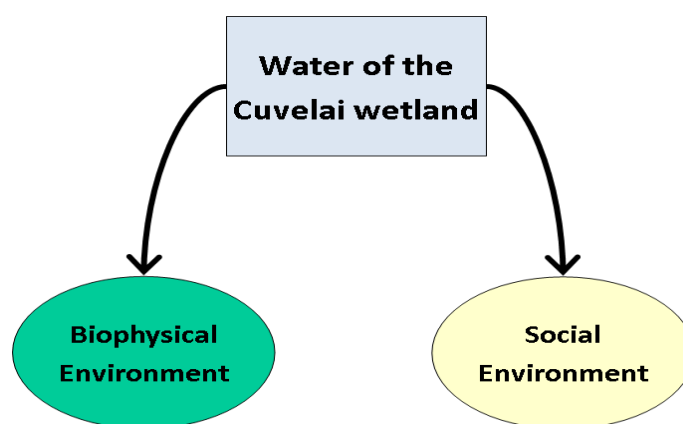 Water of the
Cuvelai wetland
Biophysical
Environment
Social
Environment